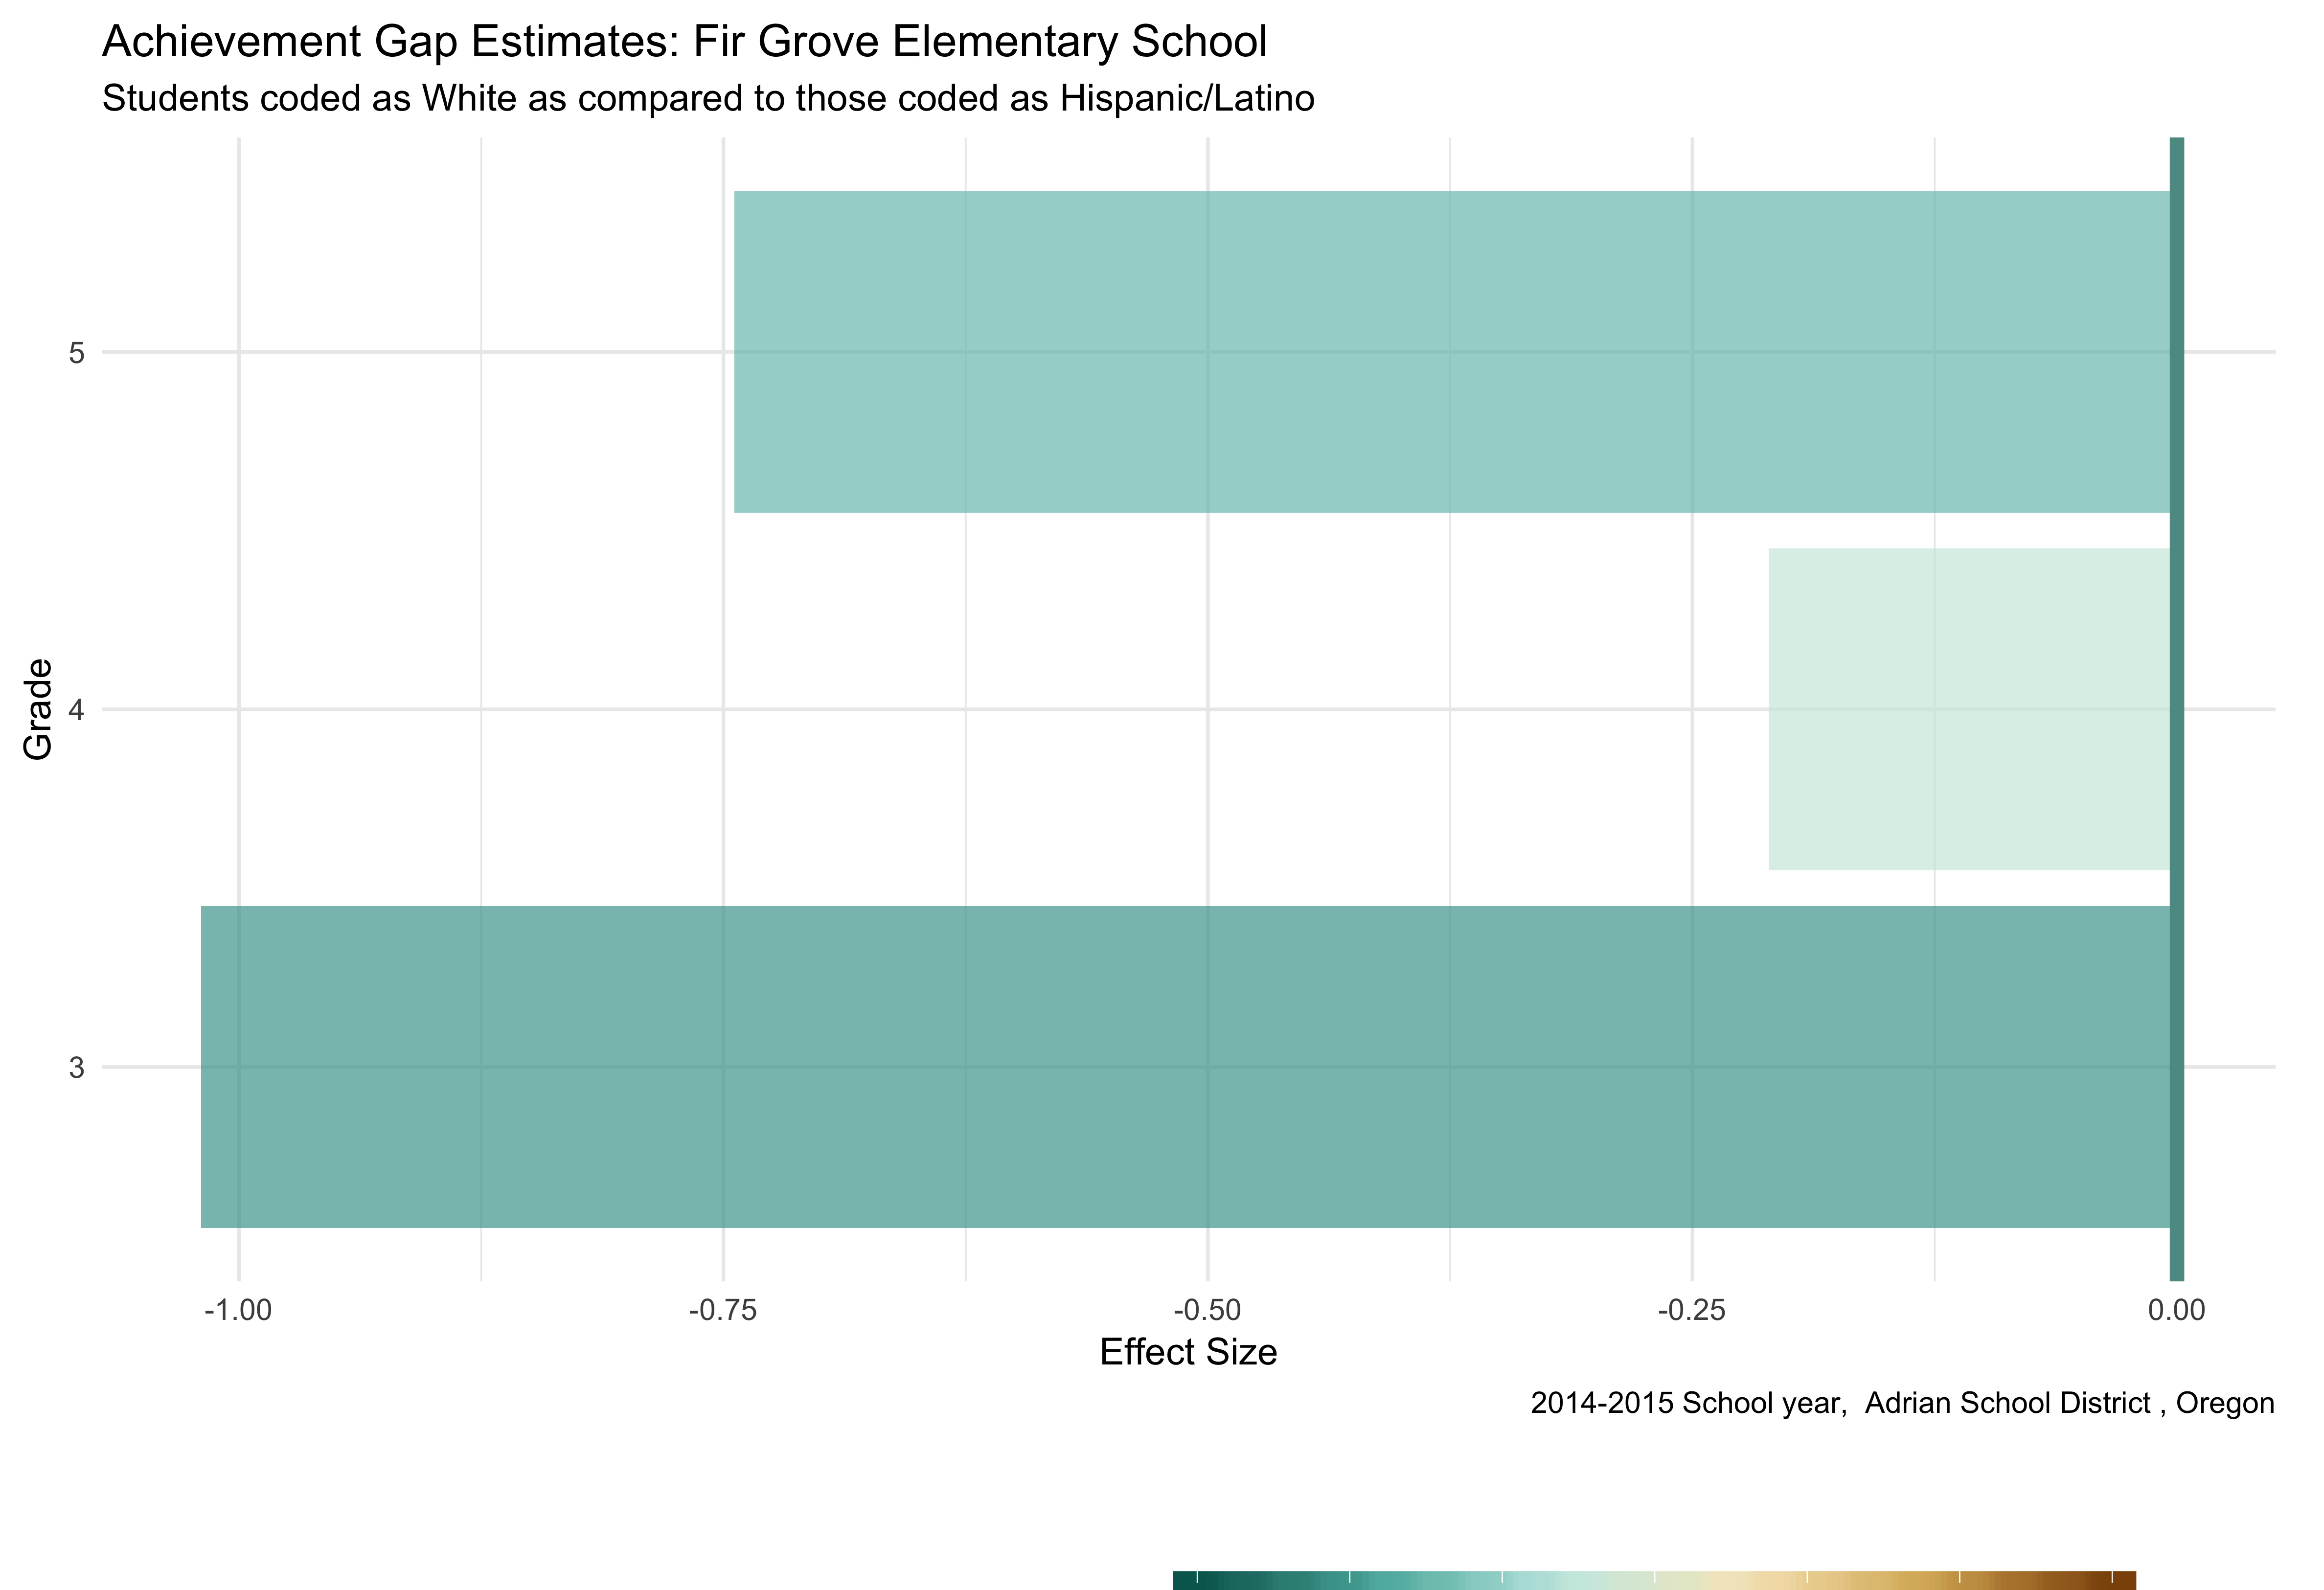 Achievement Gap Estimates: Fir Grove Elementary School
Students coded as White as compared to those coded as Hispanic/Latino
5
4
3
Grade
-1.00 -0.75 -0.50 -0.25 0.00
Effect Size
2014-2015 School year,  Adrian School District , Oregon